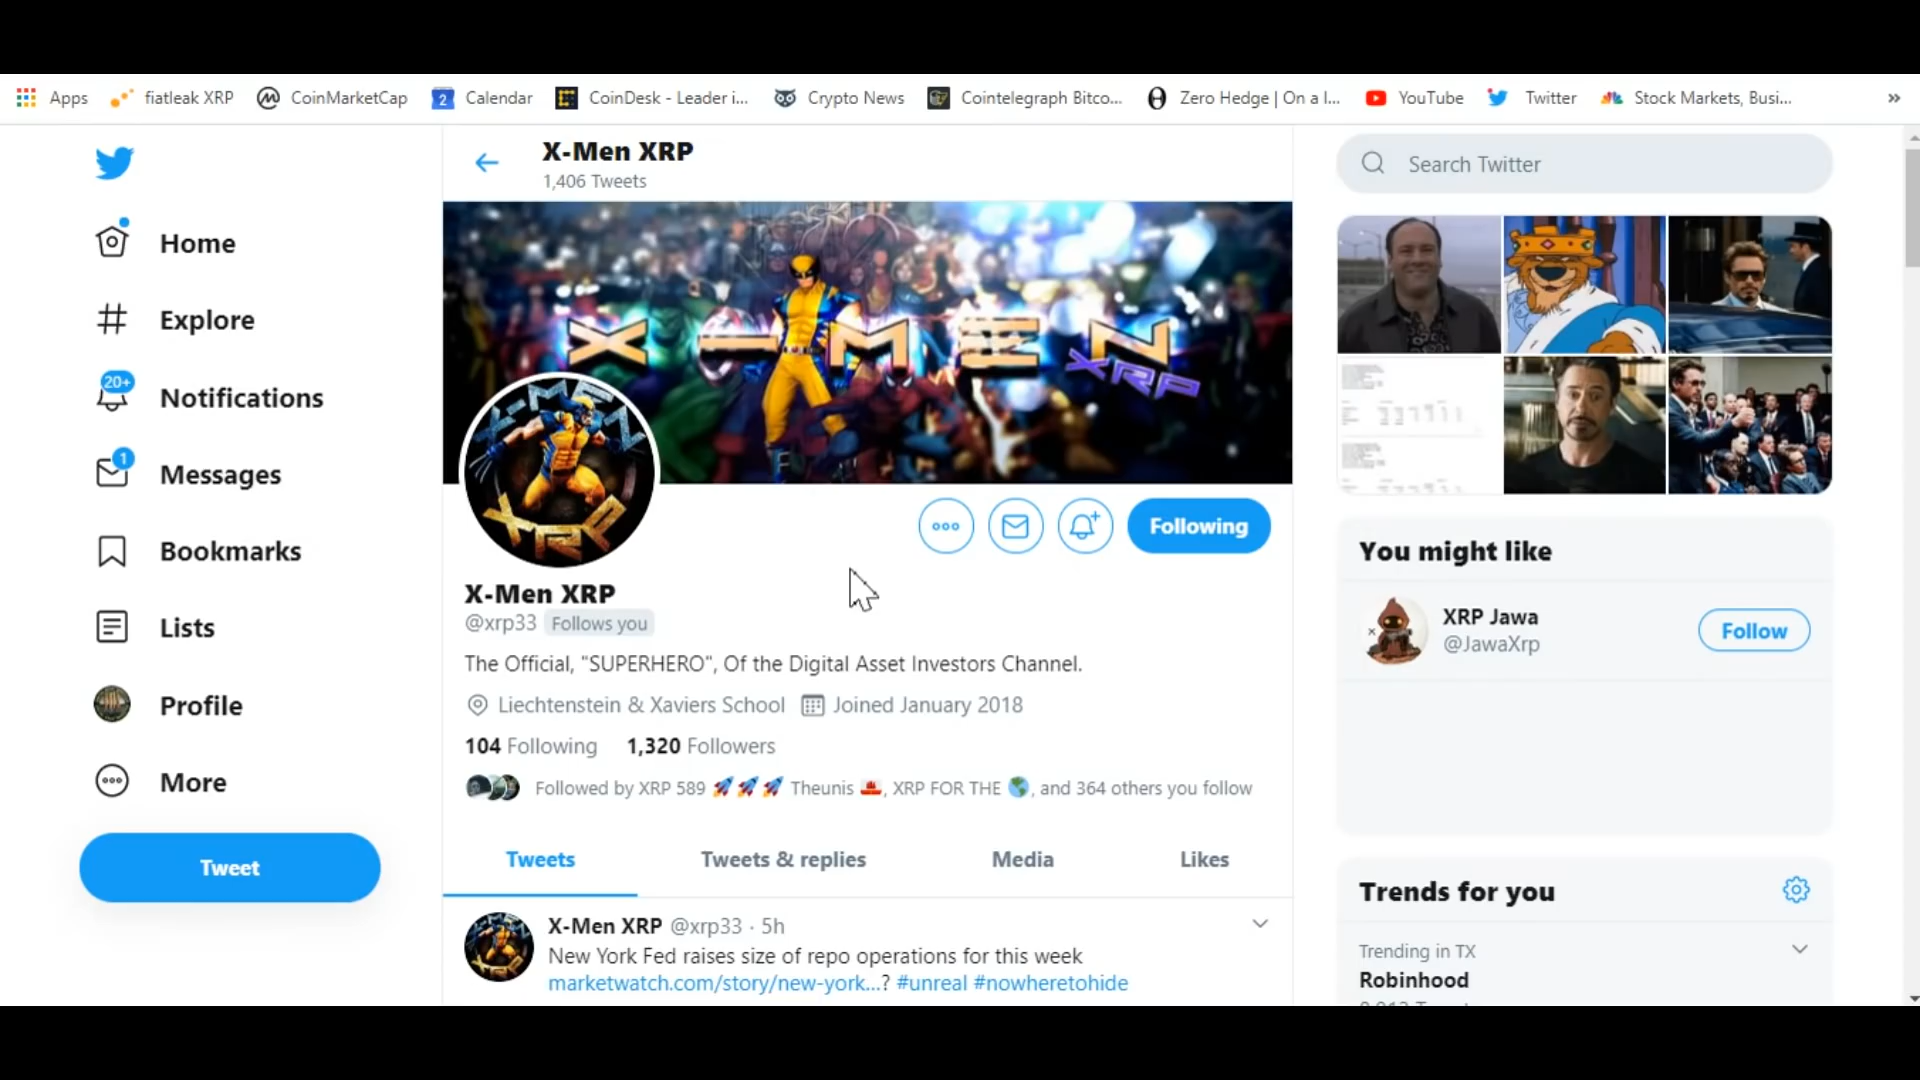 Apps
fiatleak XRP
CoinMarketCap
2
Calendar
CoinDesk - Leader i...
Crypto News
Cointelegraph Bitco...
Zero Hedge | On a I...
YouTube
Twitter
Stock Markets, Busi...
»
X-Men XRP
1,406 Tweets
Search Twitter
Home
Explore
20+
Notifications
1
Messages
Bookmarks
Lists
Profile
More
Tweet
X-MEN
XRP
X-MEN
XRP
Following
X-Men XRP
@xrp33 Follows you
The Official, "SUPERHERO", Of the Digital Asset Investors Channel.
Liechtenstein & Xaviers School Joined January 2018
104 Following 1,320 Followers
Followed by XRP 589 🚀🚀🚀 Theunis, XRP FOR THE 🌎, and 364 others you follow
Tweets
Tweets & replies
Media
Likes
X-Men XRP @xrp33 · 5h
New York Fed raises size of repo operations for this week
marketwatch.com/story/new-york...? #unreal #nowheretohide
You might like
XRP Jawa
@JawaXrp
Follow
Trends for you
Trending in TX
Robinhood